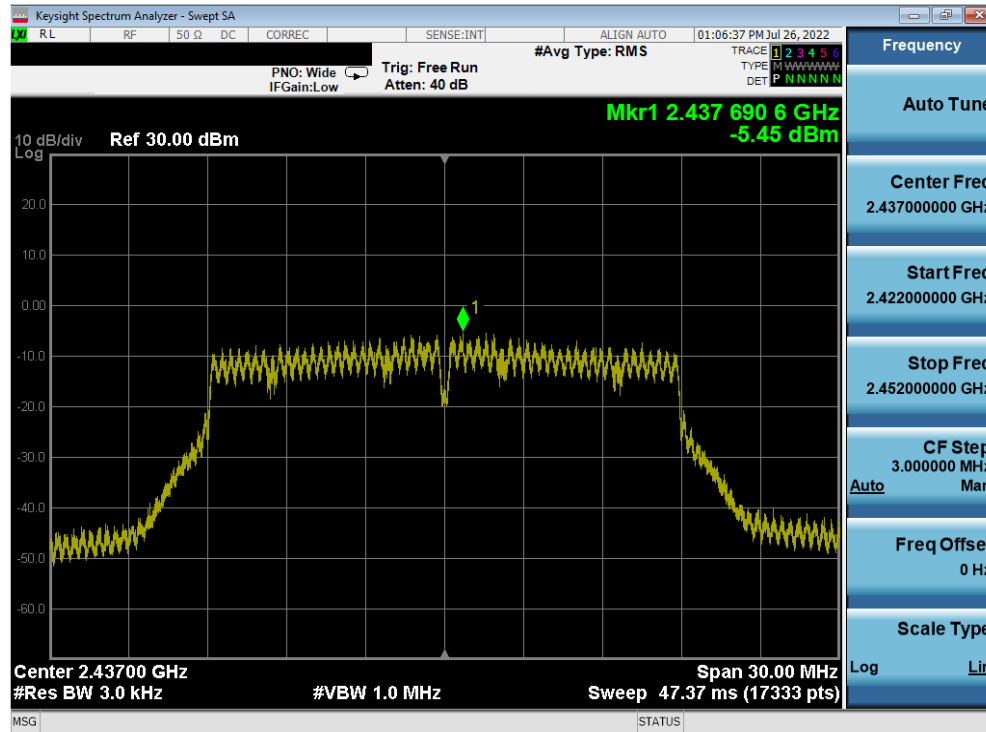 Keysight Spectrum Analyzer - Swept SA
LXI RL RF 50 Ω DC CORREC SENSE:INT ALIGN AUTO 01:06:37 PM Jul 26, 2022
#Avg Type: RMS TRACE 1 2 3 4 5 6
PNO: Wide Trig: Free Run TYPE M WWWWW
IFGain:Low Atten: 40 dB DET P N N N N N
Mkr1 2.437 690 6 GHz
-5.45 dBm
10 dB/div Ref 30.00 dBm
Log
1
20.0
10.0
0.00
-10.0
-20.0
-30.0
-40.0
-50.0
-60.0
Center 2.43700 GHz Span 30.00 MHz
#Res BW 3.0 kHz #VBW 1.0 MHz Sweep 47.37 ms (17333 pts)
MSG STATUS
Frequency
Auto Tune
Center Freq
2.437000000 GHz
Start Freq
2.422000000 GHz
Stop Freq
2.452000000 GHz
CF Step
3.000000 MHz
Auto Man
Freq Offset
0 Hz
Scale Type
Log Lin